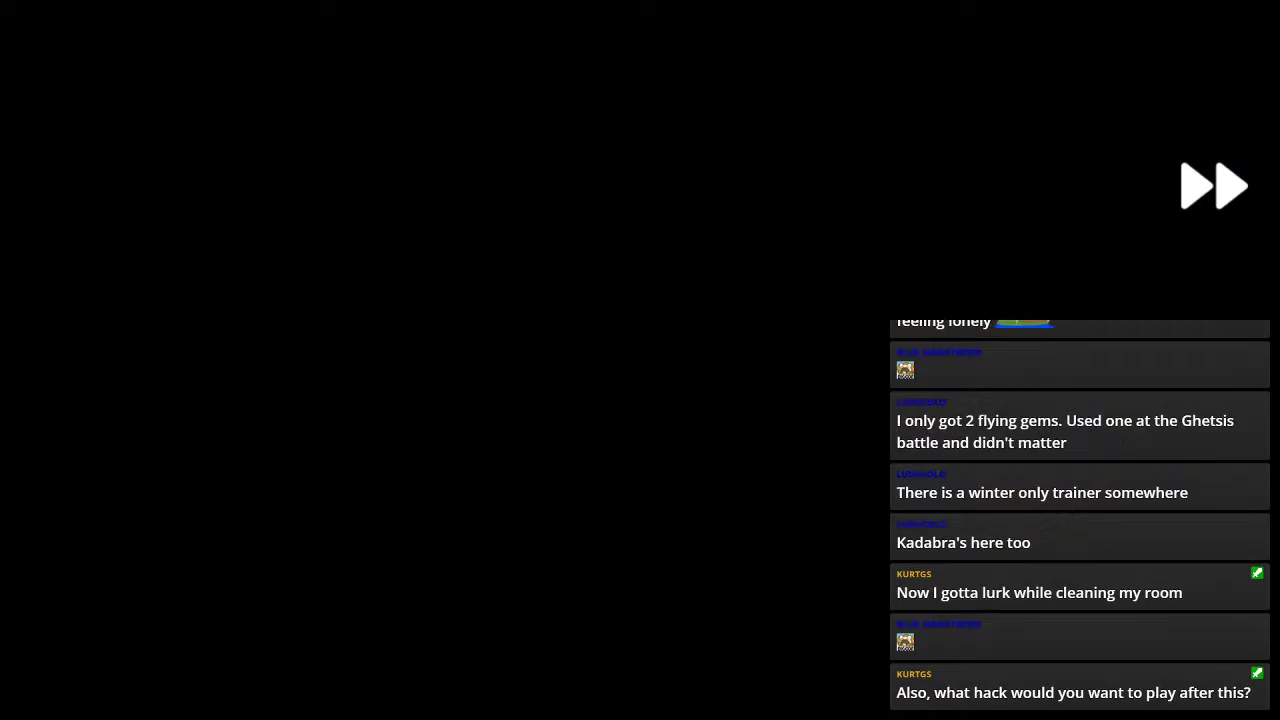 feeling lonely
I only got 2 flying gems. Used one at the Ghetsis
battle and didn't matter
There is a winter only trainer somewhere
Kadabra's here too
KURTGS
Now I gotta lurk while cleaning my room
KURTGS
Also, what hack would you want to play after this?